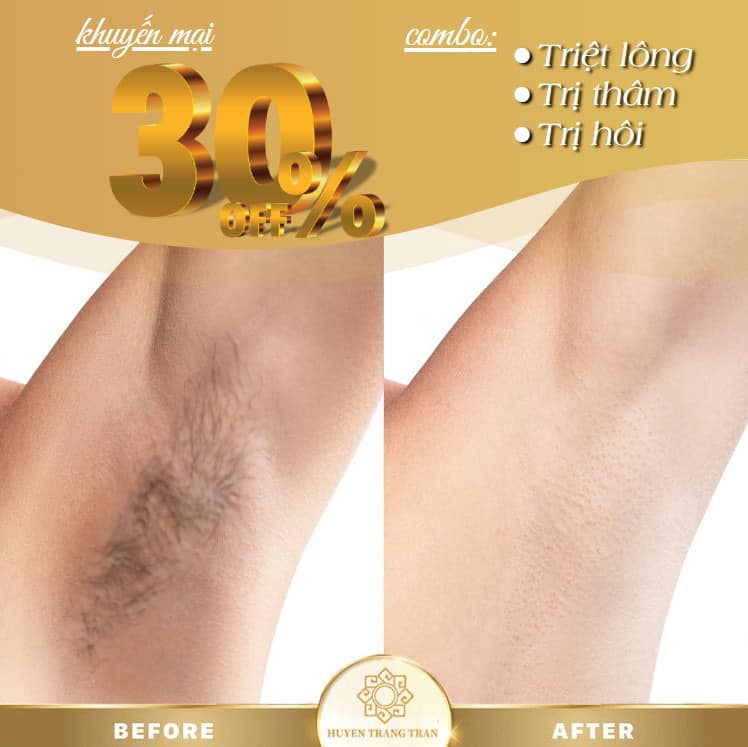 khuyến mại
30%
OFF
combo:
Triệt lông
Trị thâm
Trị hôi
BEFORE
HUYEN TRANG TRAN
AFTER